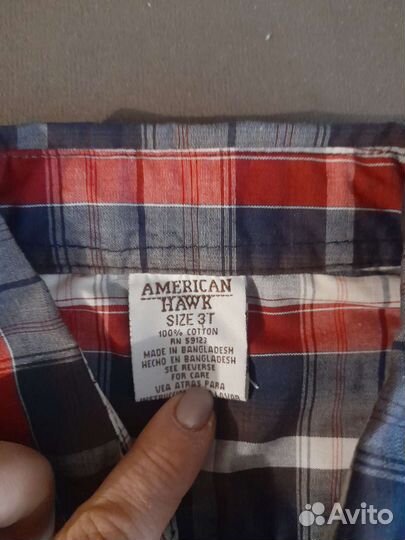 AMERICAN
HAWK
SIZE 3T
100% COTTON
RN 59123
MADE IN BANGLADESH
HECHO EN BANGLADESH
SEE REVERSE
FOR CARE
VEA ATRAS PARA
Avito